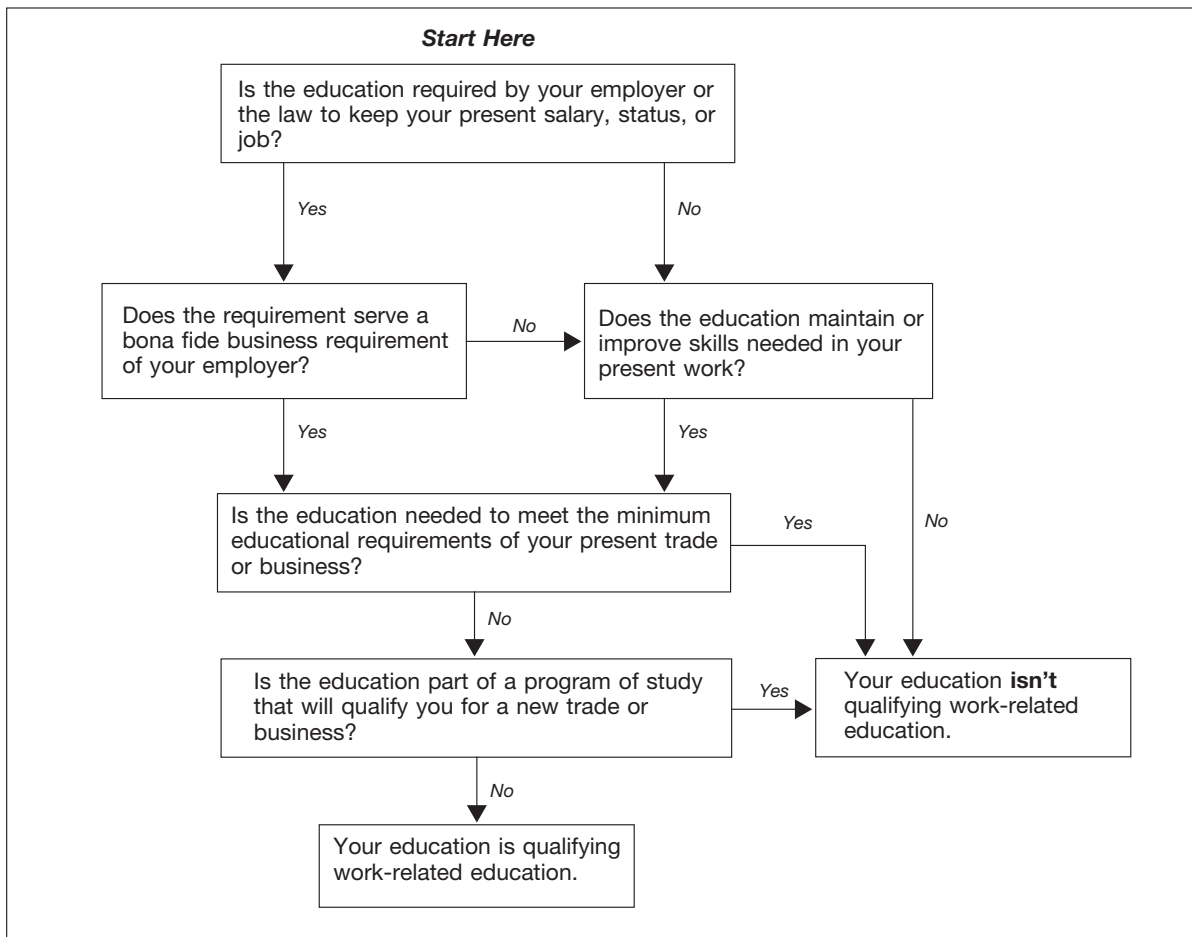 Start Here
Is the education required by your employer or
the law to keep your present salary, status, or
job?
Yes
No
Does the requirement serve a
bona fide business requirement
of your employer?
No
Does the education maintain or
improve skills needed in your
present work?
Yes
Yes
No
Is the education needed to meet the minimum
educational requirements of your present trade
or business?
Yes
No
Is the education part of a program of study
that will qualify you for a new trade or
business?
Yes
Your education isn't
qualifying work-related
education.
No
Your education is qualifying
work-related education.